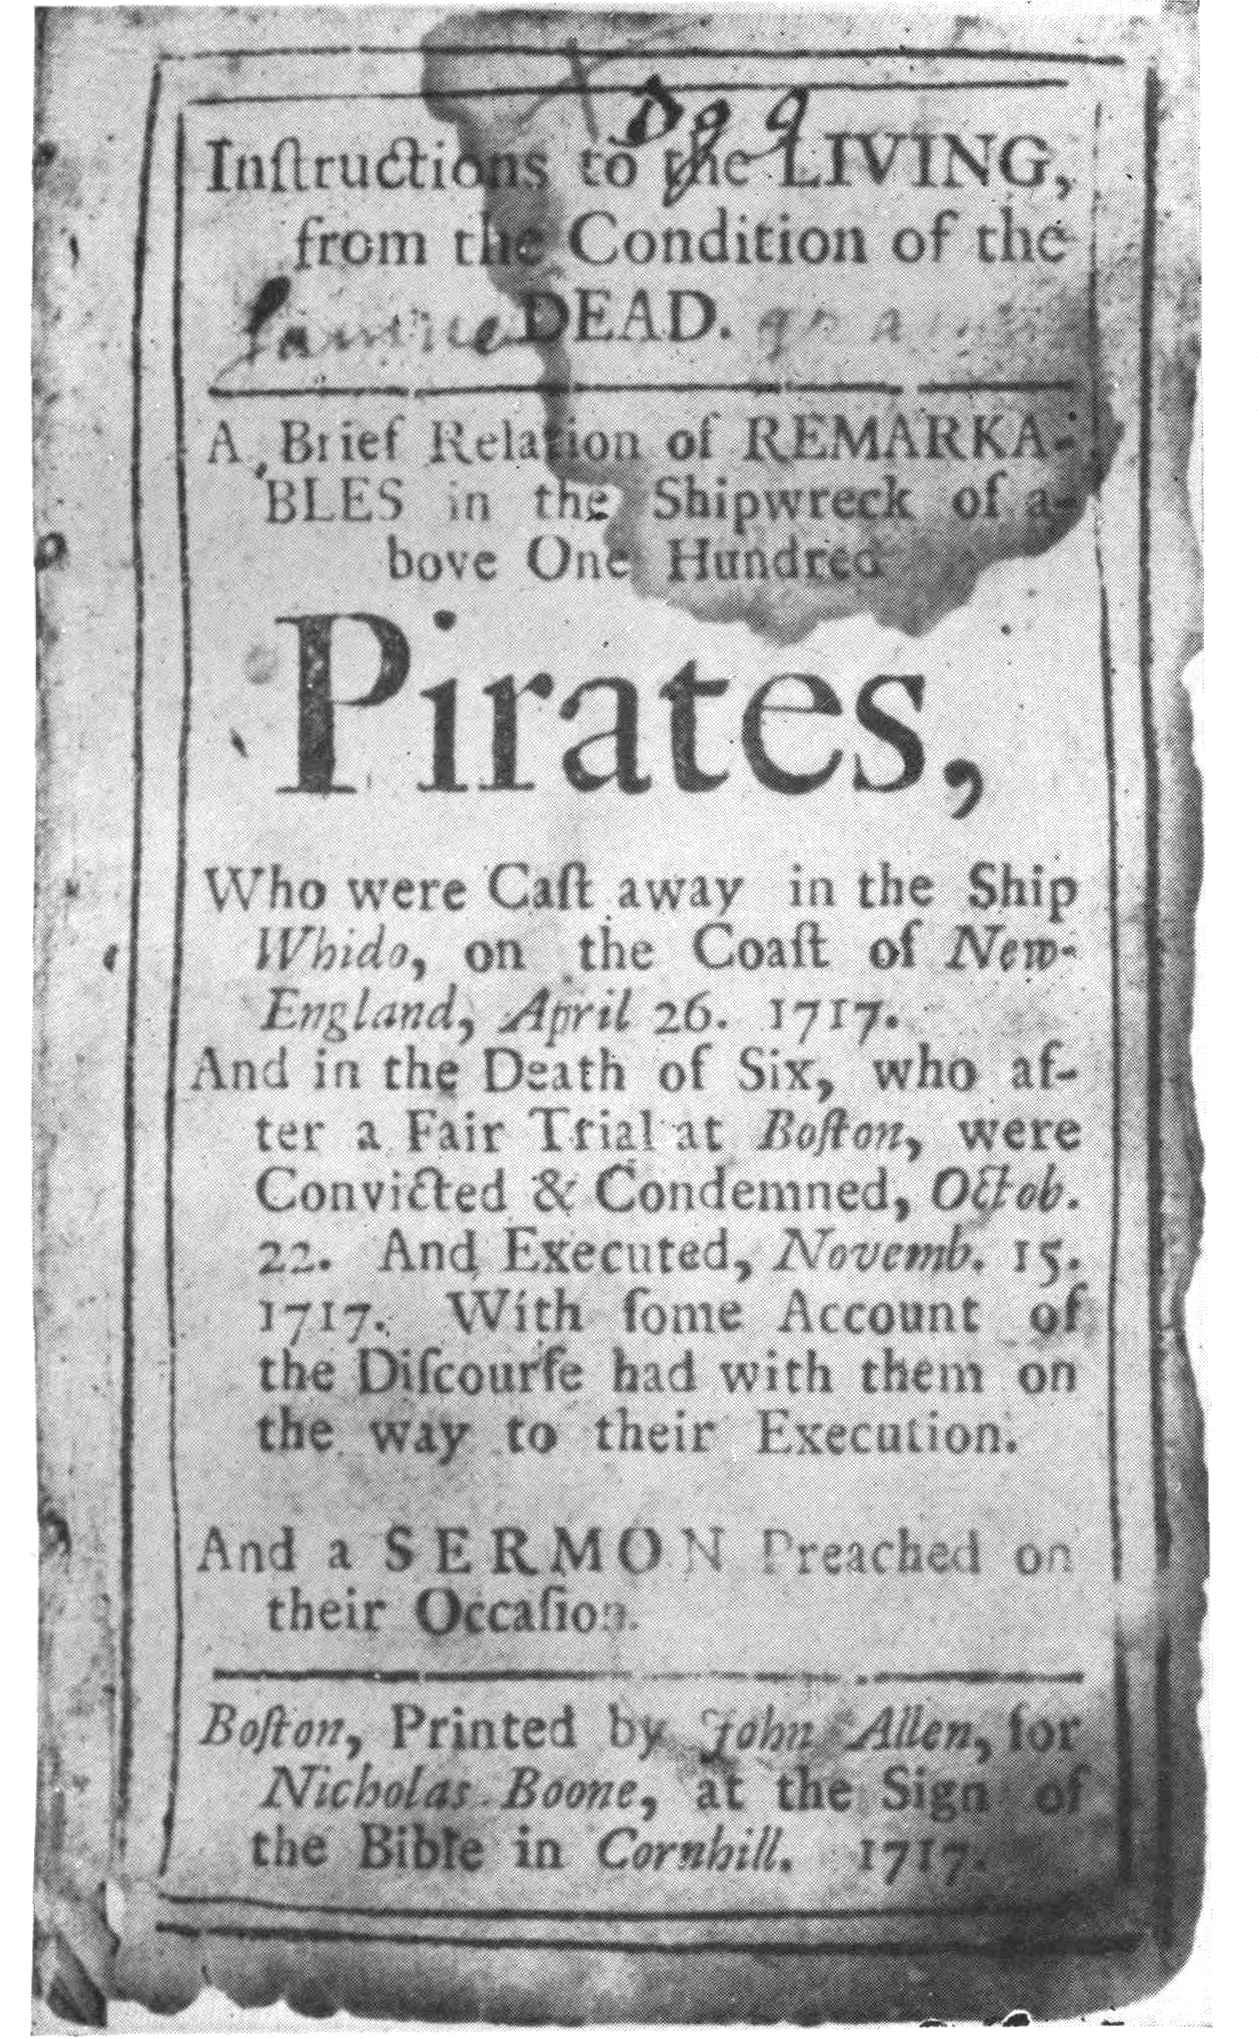 Inſtructions to the LIVING,
from the Condition of the
DEAD.
A Brief Relation of REMARKA-
BLES in the Shipwreck of a-
bove One Hundred
Pirates,
Who were Caſt away in the Ship
Whido, on the Coaſt of New-
England, April 26. 1717.
And in the Death of Six, who af-
ter a Fair Trial at Boſton, were
Convicted & Condemned, Octob.
22. And Executed, Novemb. 15.
1717. With ſome Account of
the Diſcourſe had with them on
the way to their Execution.
And a SERMON Preached on
their Occaſion.
Boſton, Printed by John Allen, for
Nicholas Boone, at the Sign of
the Bible in Cornhill. 1717.